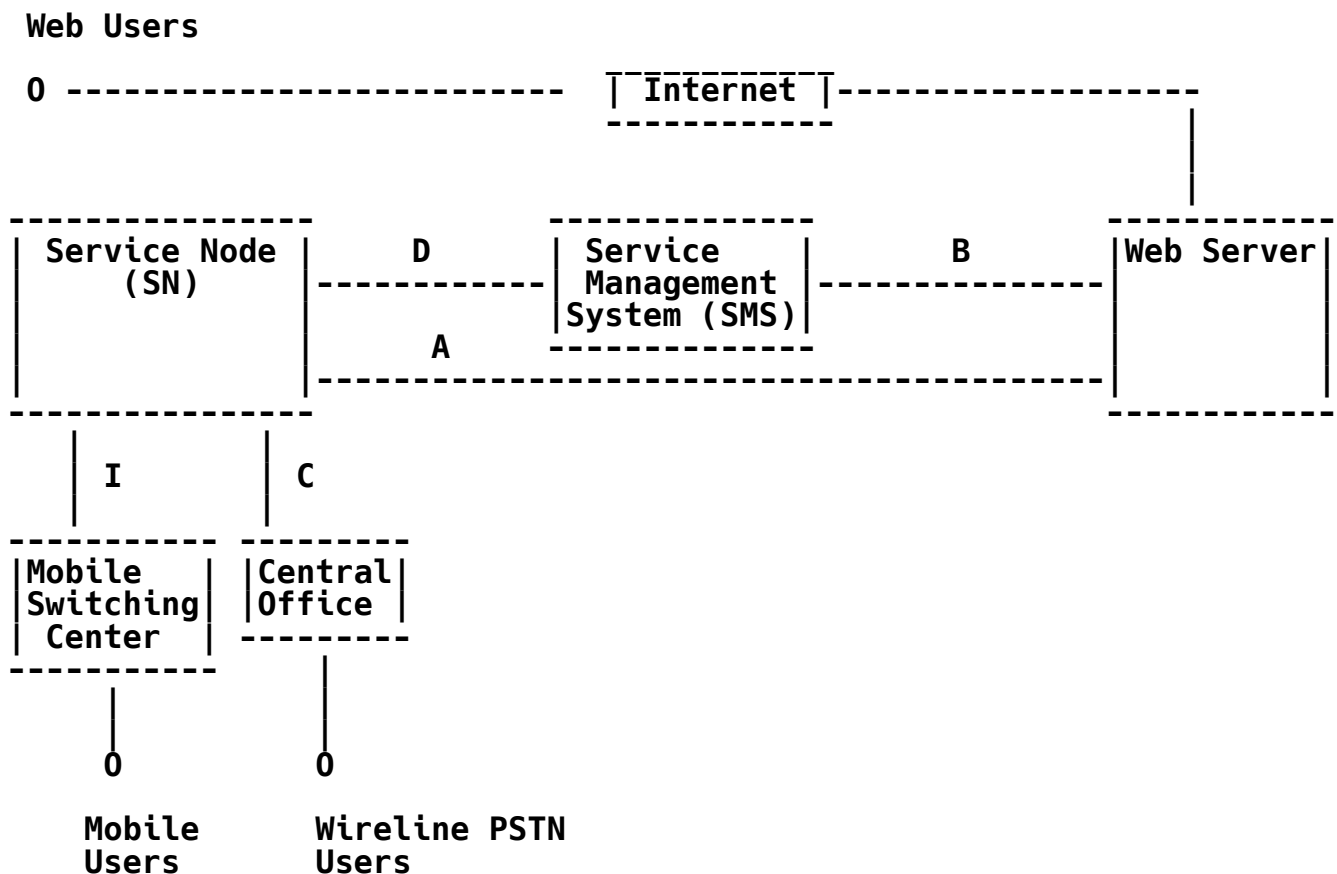 Web Users
O Internet
Service Node D Service B Web Server
(SN) Management
System (SMS)
A
I C
Mobile Central
Switching Office
Center
O O
Mobile Wireline PSTN
Users Users